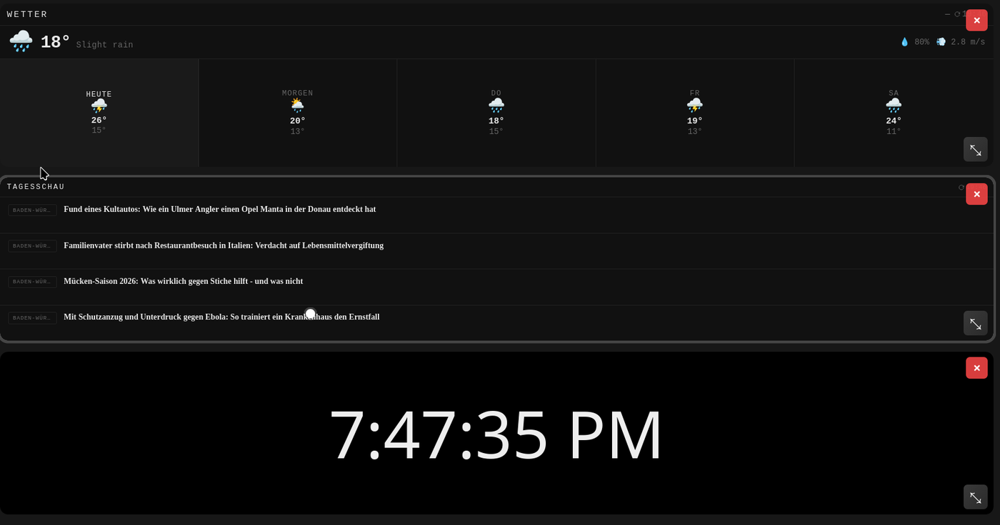 WETTER
18° Slight rain
80% 2.8 m/s
HEUTE
26°
15°
MORGEN
20°
13°
DO
18°
15°
FR
19°
13°
SA
24°
11°
TAGESSCHAU
BADEN-WÜR… Fund eines Kultautos: Wie ein Ulmer Angler einen Opel Manta in der Donau entdeckt hat
BADEN-WÜR… Familienvater stirbt nach Restaurantbesuch in Italien: Verdacht auf Lebensmittelvergiftung
BADEN-WÜR… Mücken-Saison 2026: Was wirklich gegen Stiche hilft - und was nicht
BADEN-WÜR… Mit Schutzanzug und Unterdruck gegen Ebola: So trainiert ein Krankenhaus den Ernstfall
7:47:35 PM